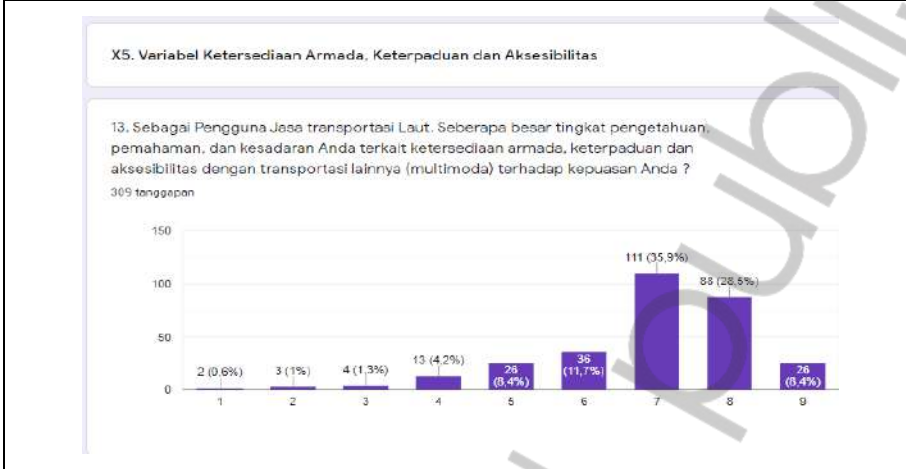 X5. Variabel Ketersediaan Armada, Keterpaduan dan Aksesibilitas
13. Sebagai Pengguna Jasa transportasi Laut. Seberapa besar tingkat pengetahuan,
pemahaman, dan kesadaran Anda terkait ketersediaan armada, keterpaduan dan
aksesibilitas dengan transportasi lainnya (multimoda) terhadap kepuasan Anda ?
309 tanggapan
150
100
50
0
2 (0,6%)
3 (1%)
4 (1,3%)
13 (4,2%)
26
(8,4%)
36
(11,7%)
111 (35,9%)
88 (28,5%)
26
(8,4%)
1 2 3 4 5 6 7 8 9